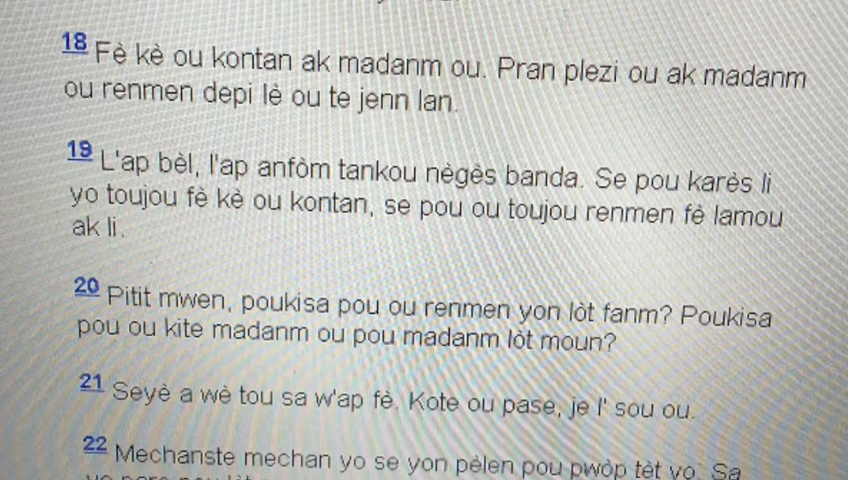 18 Fè kè ou kontan ak madanm ou. Pran plezi ou ak madanm
ou renmen depi lè ou te jenn lan.
19 L'ap bèl, l'ap anfòm tankou nègès banda. Se pou karès li
yo toujou fè kè ou kontan, se pou ou toujou renmen fè lamou
ak li.
20 Pitit mwen, poukisa pou ou renmen yon lòt fanm? Poukisa
pou ou kite madanm ou pou madanm lòt moun?
21 Seyè a wè tou sa w'ap fè. Kote ou pase, je l' sou ou.
22 Mechanste mechan yo se yon pèlen pou pwòp tèt yo. Sa